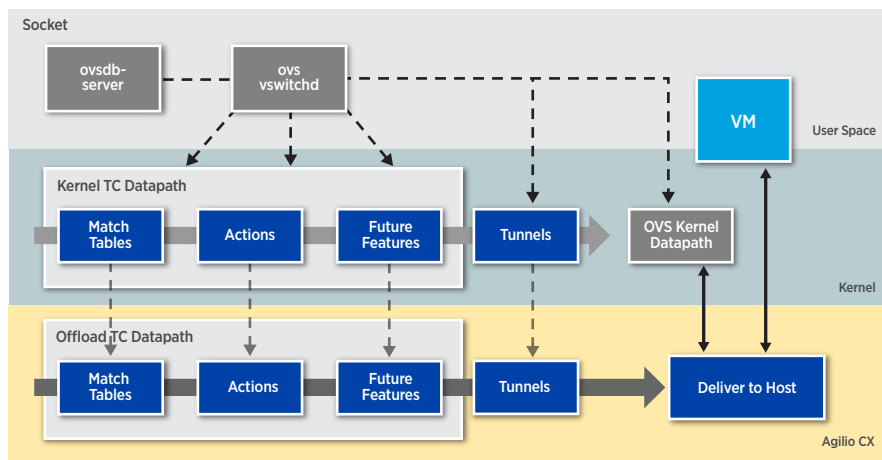 Socket
ovsdb-
server
ovs
vswitchd
VM
User Space
Kernel TC Datapath
Match
Tables
Actions
Future
Features
Tunnels
OVS Kernel
Datapath
Kernel
Offload TC Datapath
Match
Tables
Actions
Future
Features
Tunnels
Deliver to Host
Agilio CX